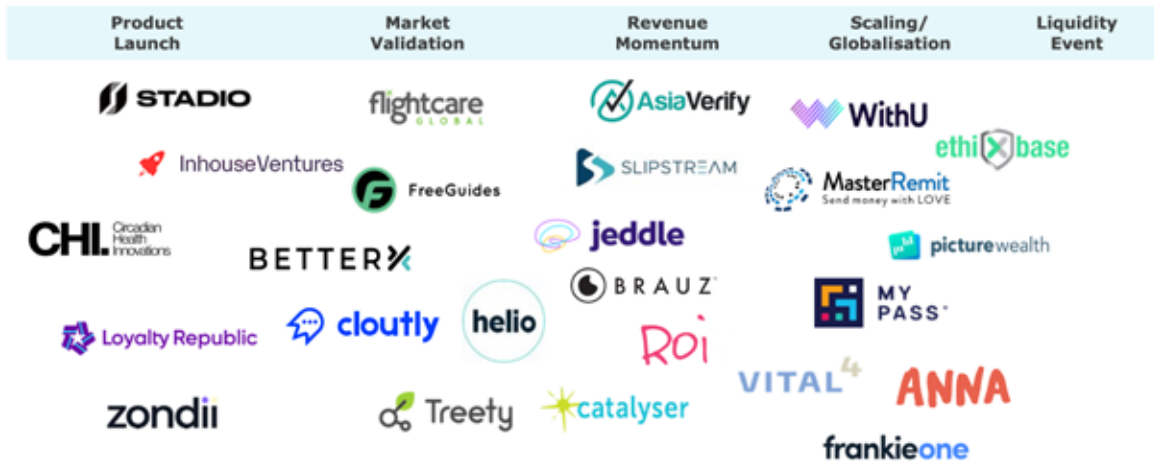 Product
Launch
Market
Validation
Revenue
Momentum
Scaling/
Globalisation
Liquidity
Event
STADIO
flightcare
GLOBAL
AsiaVerify
WithU
ethixbase
InhouseVentures
FreeGuides
SLIPSTREAM
MasterRemit
Send money with LOVE
CHI.
Circadian
Health
Innovations
BETTERX
jeddle
picturewealth
BRAUZ
MY
PASS
Loyalty Republic
cloutly
helio
ROi
VITAL4
ANNA
zondii
Treety
catalyser
frankieone